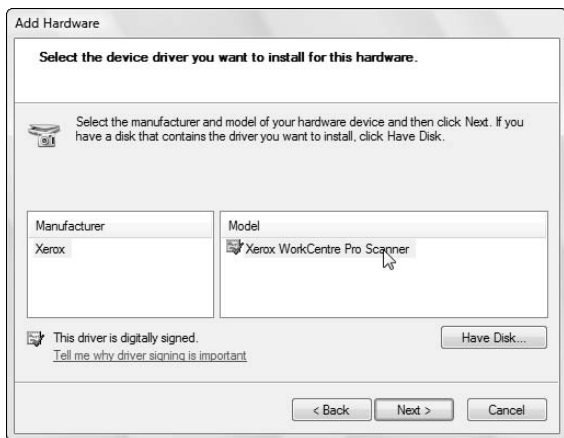 Add Hardware
Select the device driver you want to install for this hardware.
Select the manufacturer and model of your hardware device and then click Next. If you
have a disk that contains the driver you want to install, click Have Disk.
Manufacturer
Model
Xerox
Xerox WorkCentre Pro Scanner
This driver is digitally signed.
Have Disk...
Tell me why driver signing is important
< Back
Next >
Cancel